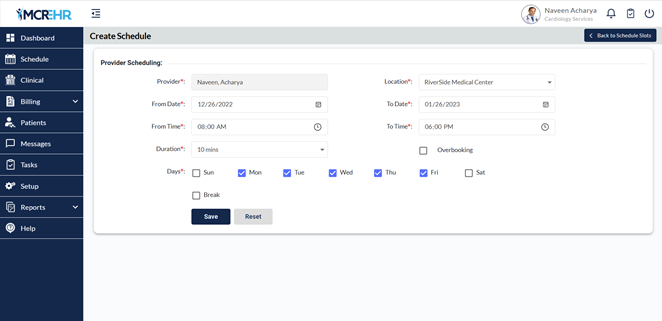 MCREHR
Naveen Acharya
Cardiology Services
Dashboard
Schedule
Clinical
Billing
Patients
Messages
Tasks
Setup
Reports
Help
Create Schedule
Back to Schedule Slots
Provider Scheduling:
Provider*: Naveen, Acharya Location*: RiverSide Medical Center
From Date*: 12/26/2022 To Date*: 01/26/2023
From Time*: 08:00 AM To Time*: 06:00 PM
Duration*: 10 mins Overbooking
Days*: Sun Mon Tue Wed Thu Fri Sat
Break
Save Reset